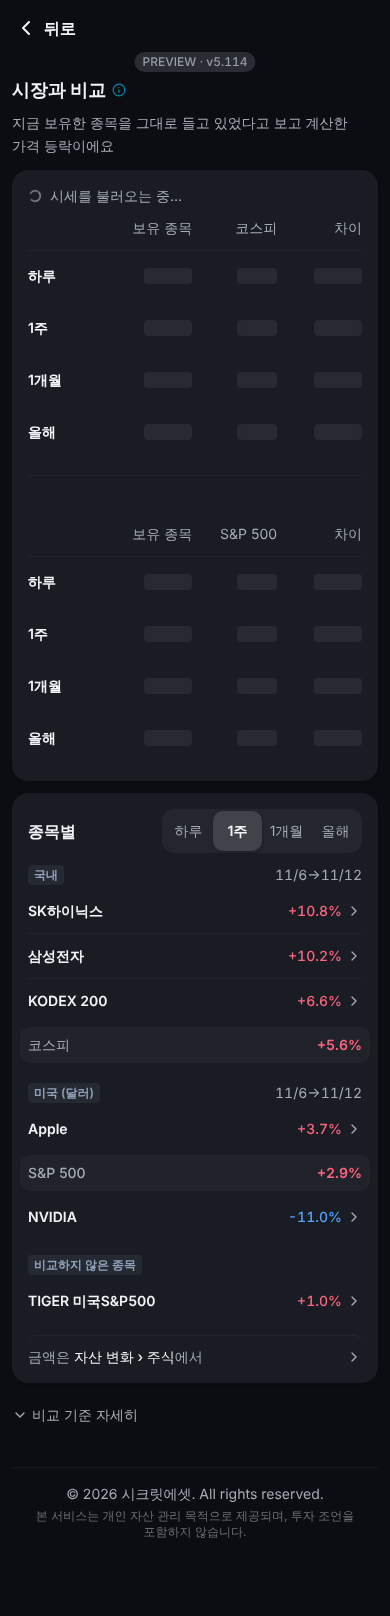 뒤로
PREVIEW · v5.114
시장과 비교
지금 보유한 종목을 그대로 들고 있었다고 보고 계산한
가격 등락이에요
시세를 불러오는 중...
보유 종목 코스피 차이
하루
1주
1개월
올해
보유 종목 S&P 500 차이
하루
1주
1개월
올해
종목별 하루 1주 1개월 올해
국내 11/6→11/12
SK하이닉스 +10.8%
삼성전자 +10.2%
KODEX 200 +6.6%
코스피 +5.6%
미국 (달러) 11/6→11/12
Apple +3.7%
S&P 500 +2.9%
NVIDIA -11.0%
비교하지 않은 종목
TIGER 미국S&P500 +1.0%
금액은 자산 변화 › 주식에서
비교 기준 자세히
© 2026 시크릿에셋. All rights reserved.
본 서비스는 개인 자산 관리 목적으로 제공되며, 투자 조언을
포함하지 않습니다.